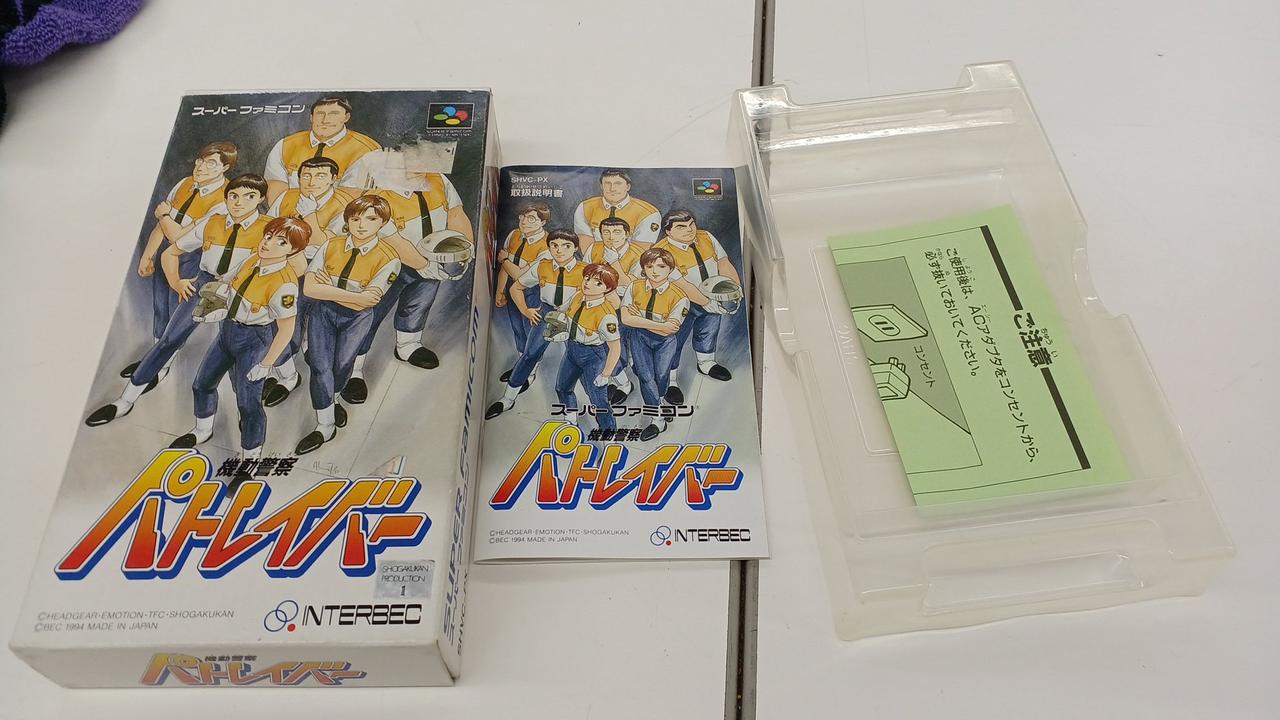 スーパーファミコン
機動警察
パトレイバー
SHOGAKUKAN
PRODUCTION
1
©HEADGEAR・EMOTION・TFC・SHOGAKUKAN
©BEC 1994 MADE IN JAPAN
INTERBEC
機動警察
パトレイバー
SUPER FAMICOM
SHVC-PX
取扱説明書
スーパーファミコン
機動警察
パトレイバー
©HEADGEAR・EMOTION・TFC・SHOGAKUKAN
©BEC 1994 MADE IN JAPAN
INTERBEC
ご注意
ちゅうい
ご使用後は、ACアダプタをコンセントから、
必ず抜いておいてください。
コンセント